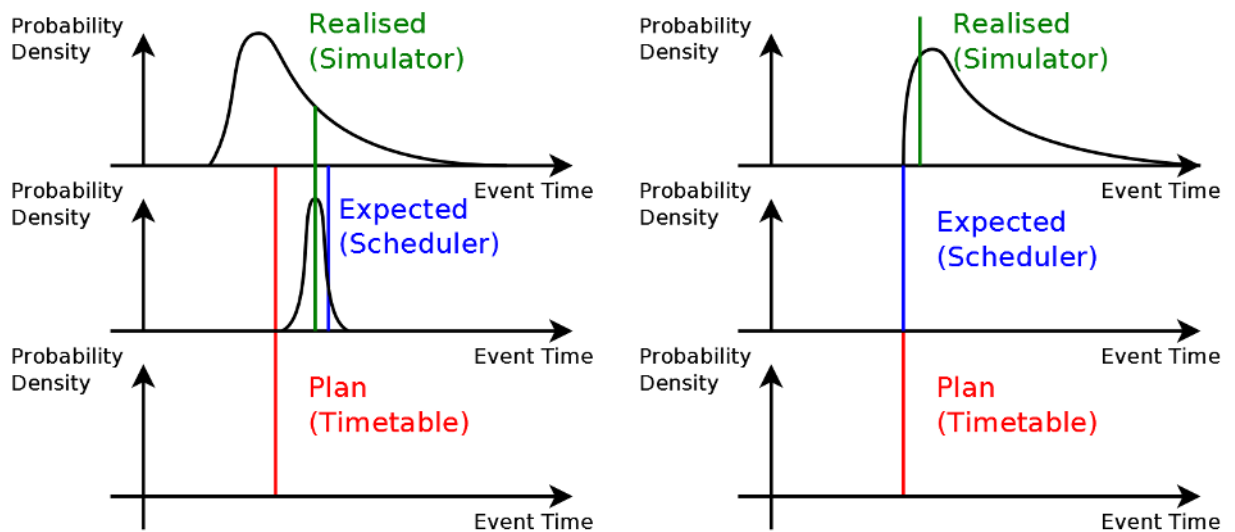 Probability
Density
Realised
(Simulator)
Event Time
Probability
Density
Expected
(Scheduler)
Event Time
Probability
Density
Plan
(Timetable)
Event Time
Probability
Density
Realised
(Simulator)
Event Time
Probability
Density
Expected
(Scheduler)
Event Time
Probability
Density
Plan
(Timetable)
Event Time